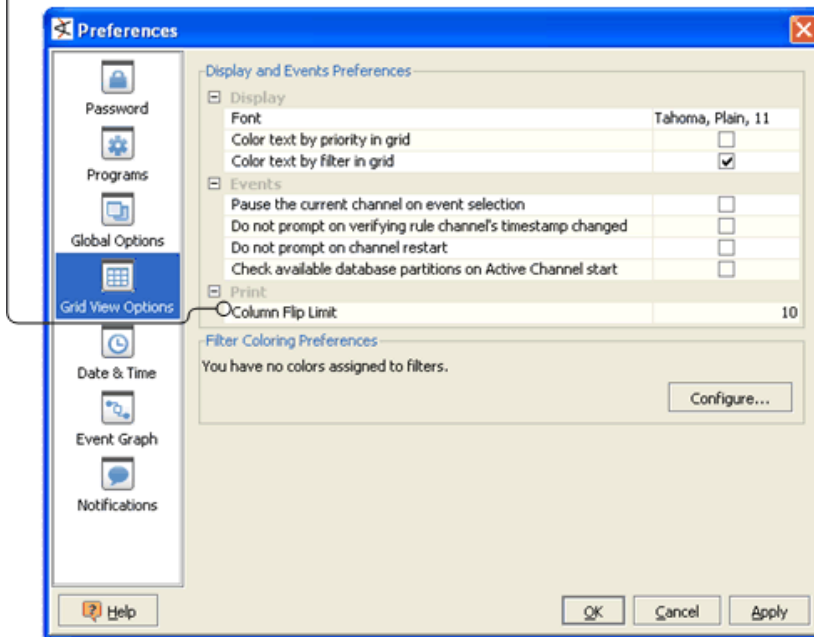 Preferences
Password
Programs
Global Options
Grid View Options
Date & Time
Event Graph
Notifications
Display and Events Preferences
Display
Font Tahoma, Plain, 11
Color text by priority in grid
Color text by filter in grid
Events
Pause the current channel on event selection
Do not prompt on verifying rule channel's timestamp changed
Do not prompt on channel restart
Check available database partitions on Active Channel start
Print
Column Flip Limit 10
Filter Coloring Preferences
You have no colors assigned to filters.
Configure...
Help
OK Cancel Apply